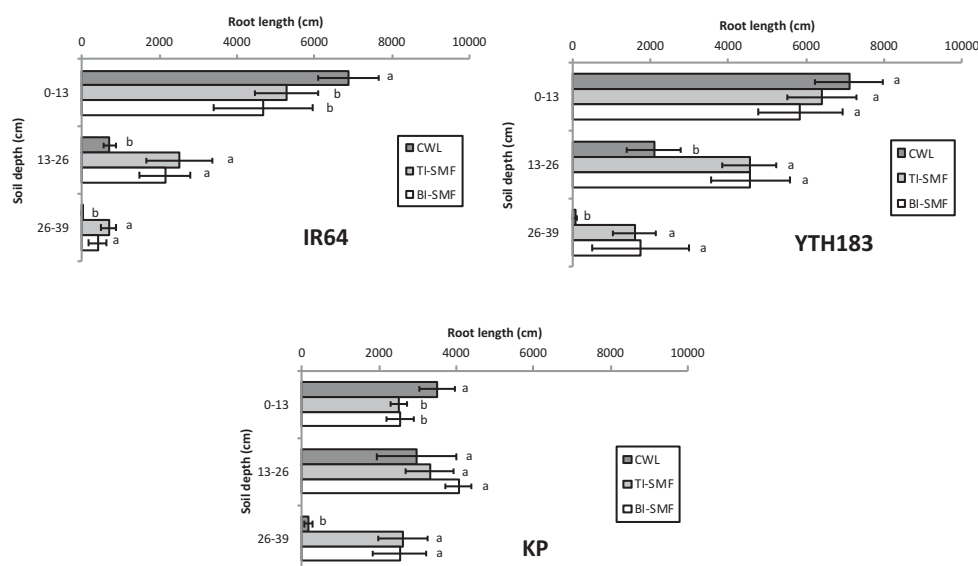 Root length (cm)
0 2000 4000 6000 8000 10000
Soil depth (cm)
0-13
a
b
b
13-26
b
a
a
26-39
b
a
a
CWL
TI-SMF
BI-SMF
IR64
Root length (cm)
0 2000 4000 6000 8000 10000
Soil depth (cm)
0-13
a
a
a
13-26
b
a
a
26-39
b
a
a
CWL
TI-SMF
BI-SMF
YTH183
Root length (cm)
0 2000 4000 6000 8000 10000
Soil depth (cm)
0-13
a
b
b
13-26
a
a
a
26-39
b
a
a
CWL
TI-SMF
BI-SMF
KP